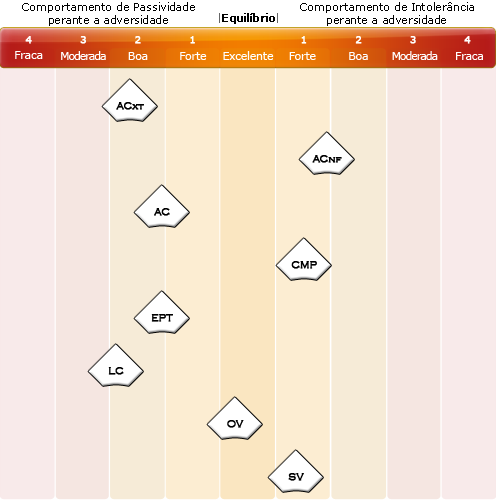 Comportamento de Passividade
perante a adversidade
|Equilíbrio|
Comportamento de Intolerância
perante a adversidade
4 3 2 1 1 2 3 4
Fraca Moderada Boa Forte Excelente Forte Boa Moderada Fraca
ACXT
ACNF
AC
CMP
EPT
LC
OV
SV